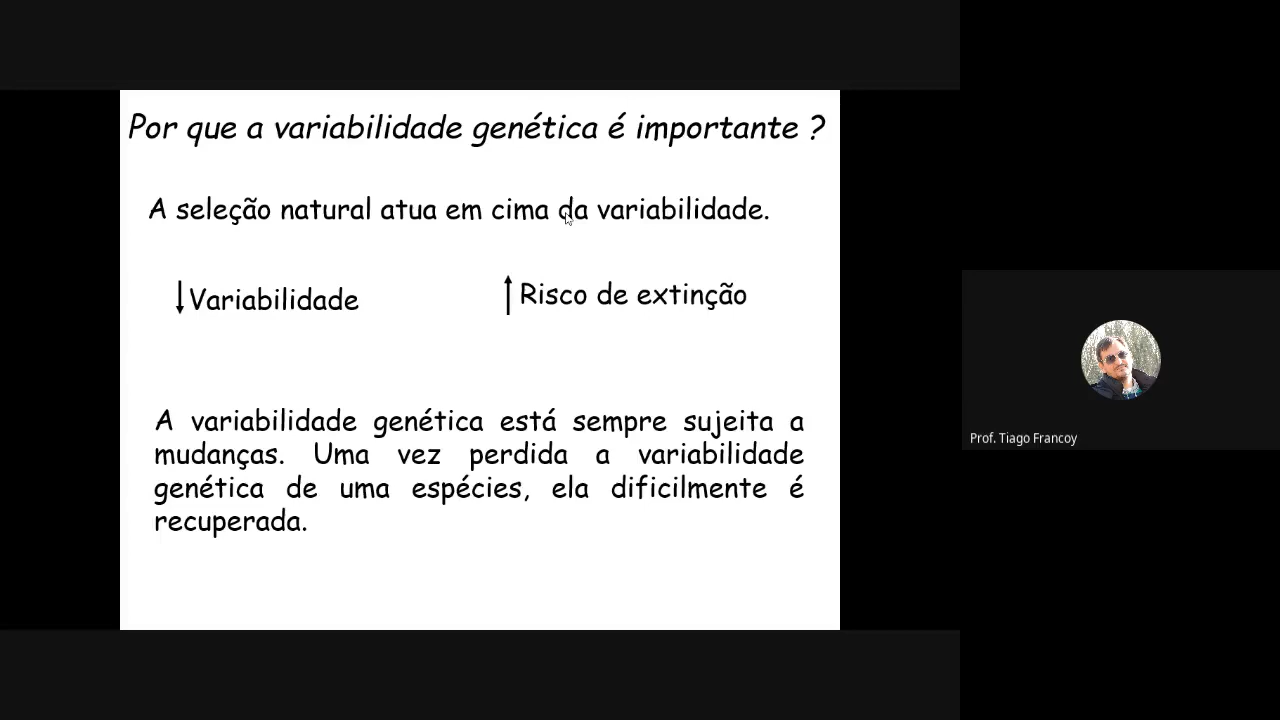 Por que a variabilidade genética é importante ?
A seleção natural atua em cima da variabilidade.
↓Variabilidade
↑Risco de extinção
A variabilidade genética está sempre sujeita a
mudanças. Uma vez perdida a variabilidade
genética de uma espécies, ela dificilmente é
recuperada.
Prof. Tiago Francoy